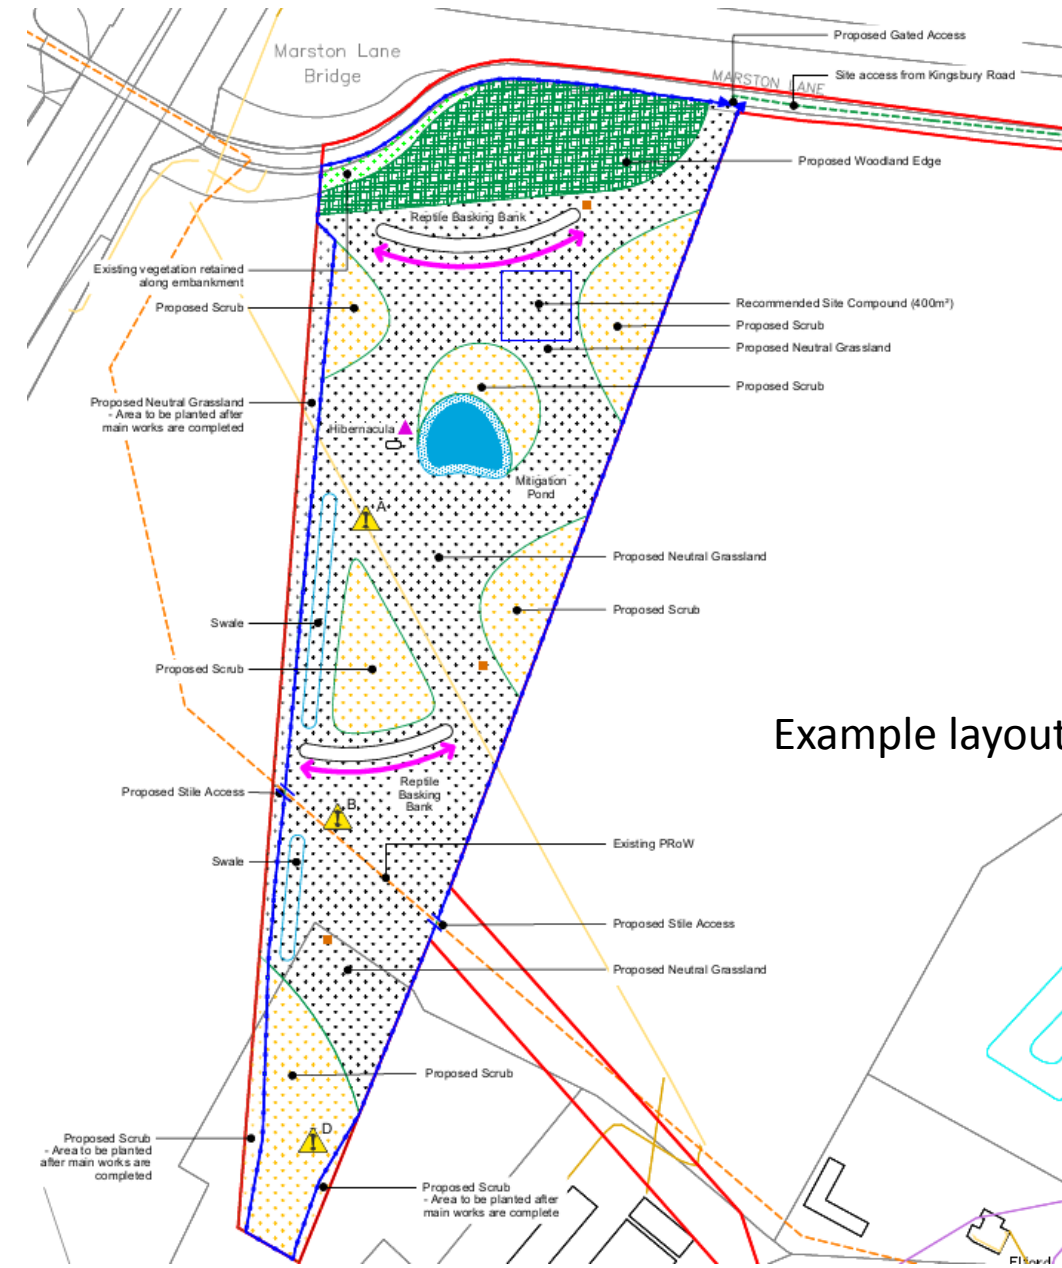 Proposed Gated Access
Marston Lane
Bridge
MARSTON LANE
Site access from Kingsbury Road
Proposed Woodland Edge
Reptile Basking Bank
Existing vegetation retained
along embankment
Proposed Scrub
Recommended Site Compound (400m²)
Proposed Scrub
Proposed Neutral Grassland
Proposed Scrub
Proposed Neutral Grassland
- Area to be planted after
main works are completed
Hibernacula
Mitigation
Pond
A
Proposed Neutral Grassland
Proposed Scrub
Swale
Proposed Scrub
Example layout
Reptile
Basking
Bank
Proposed Stile Access
B
Existing PRoW
Swale
Proposed Stile Access
Proposed Neutral Grassland
Proposed Scrub
D
Proposed Scrub
- Area to be planted
after main works are
completed
Proposed Scrub
- Area to be planted after
main works are complete